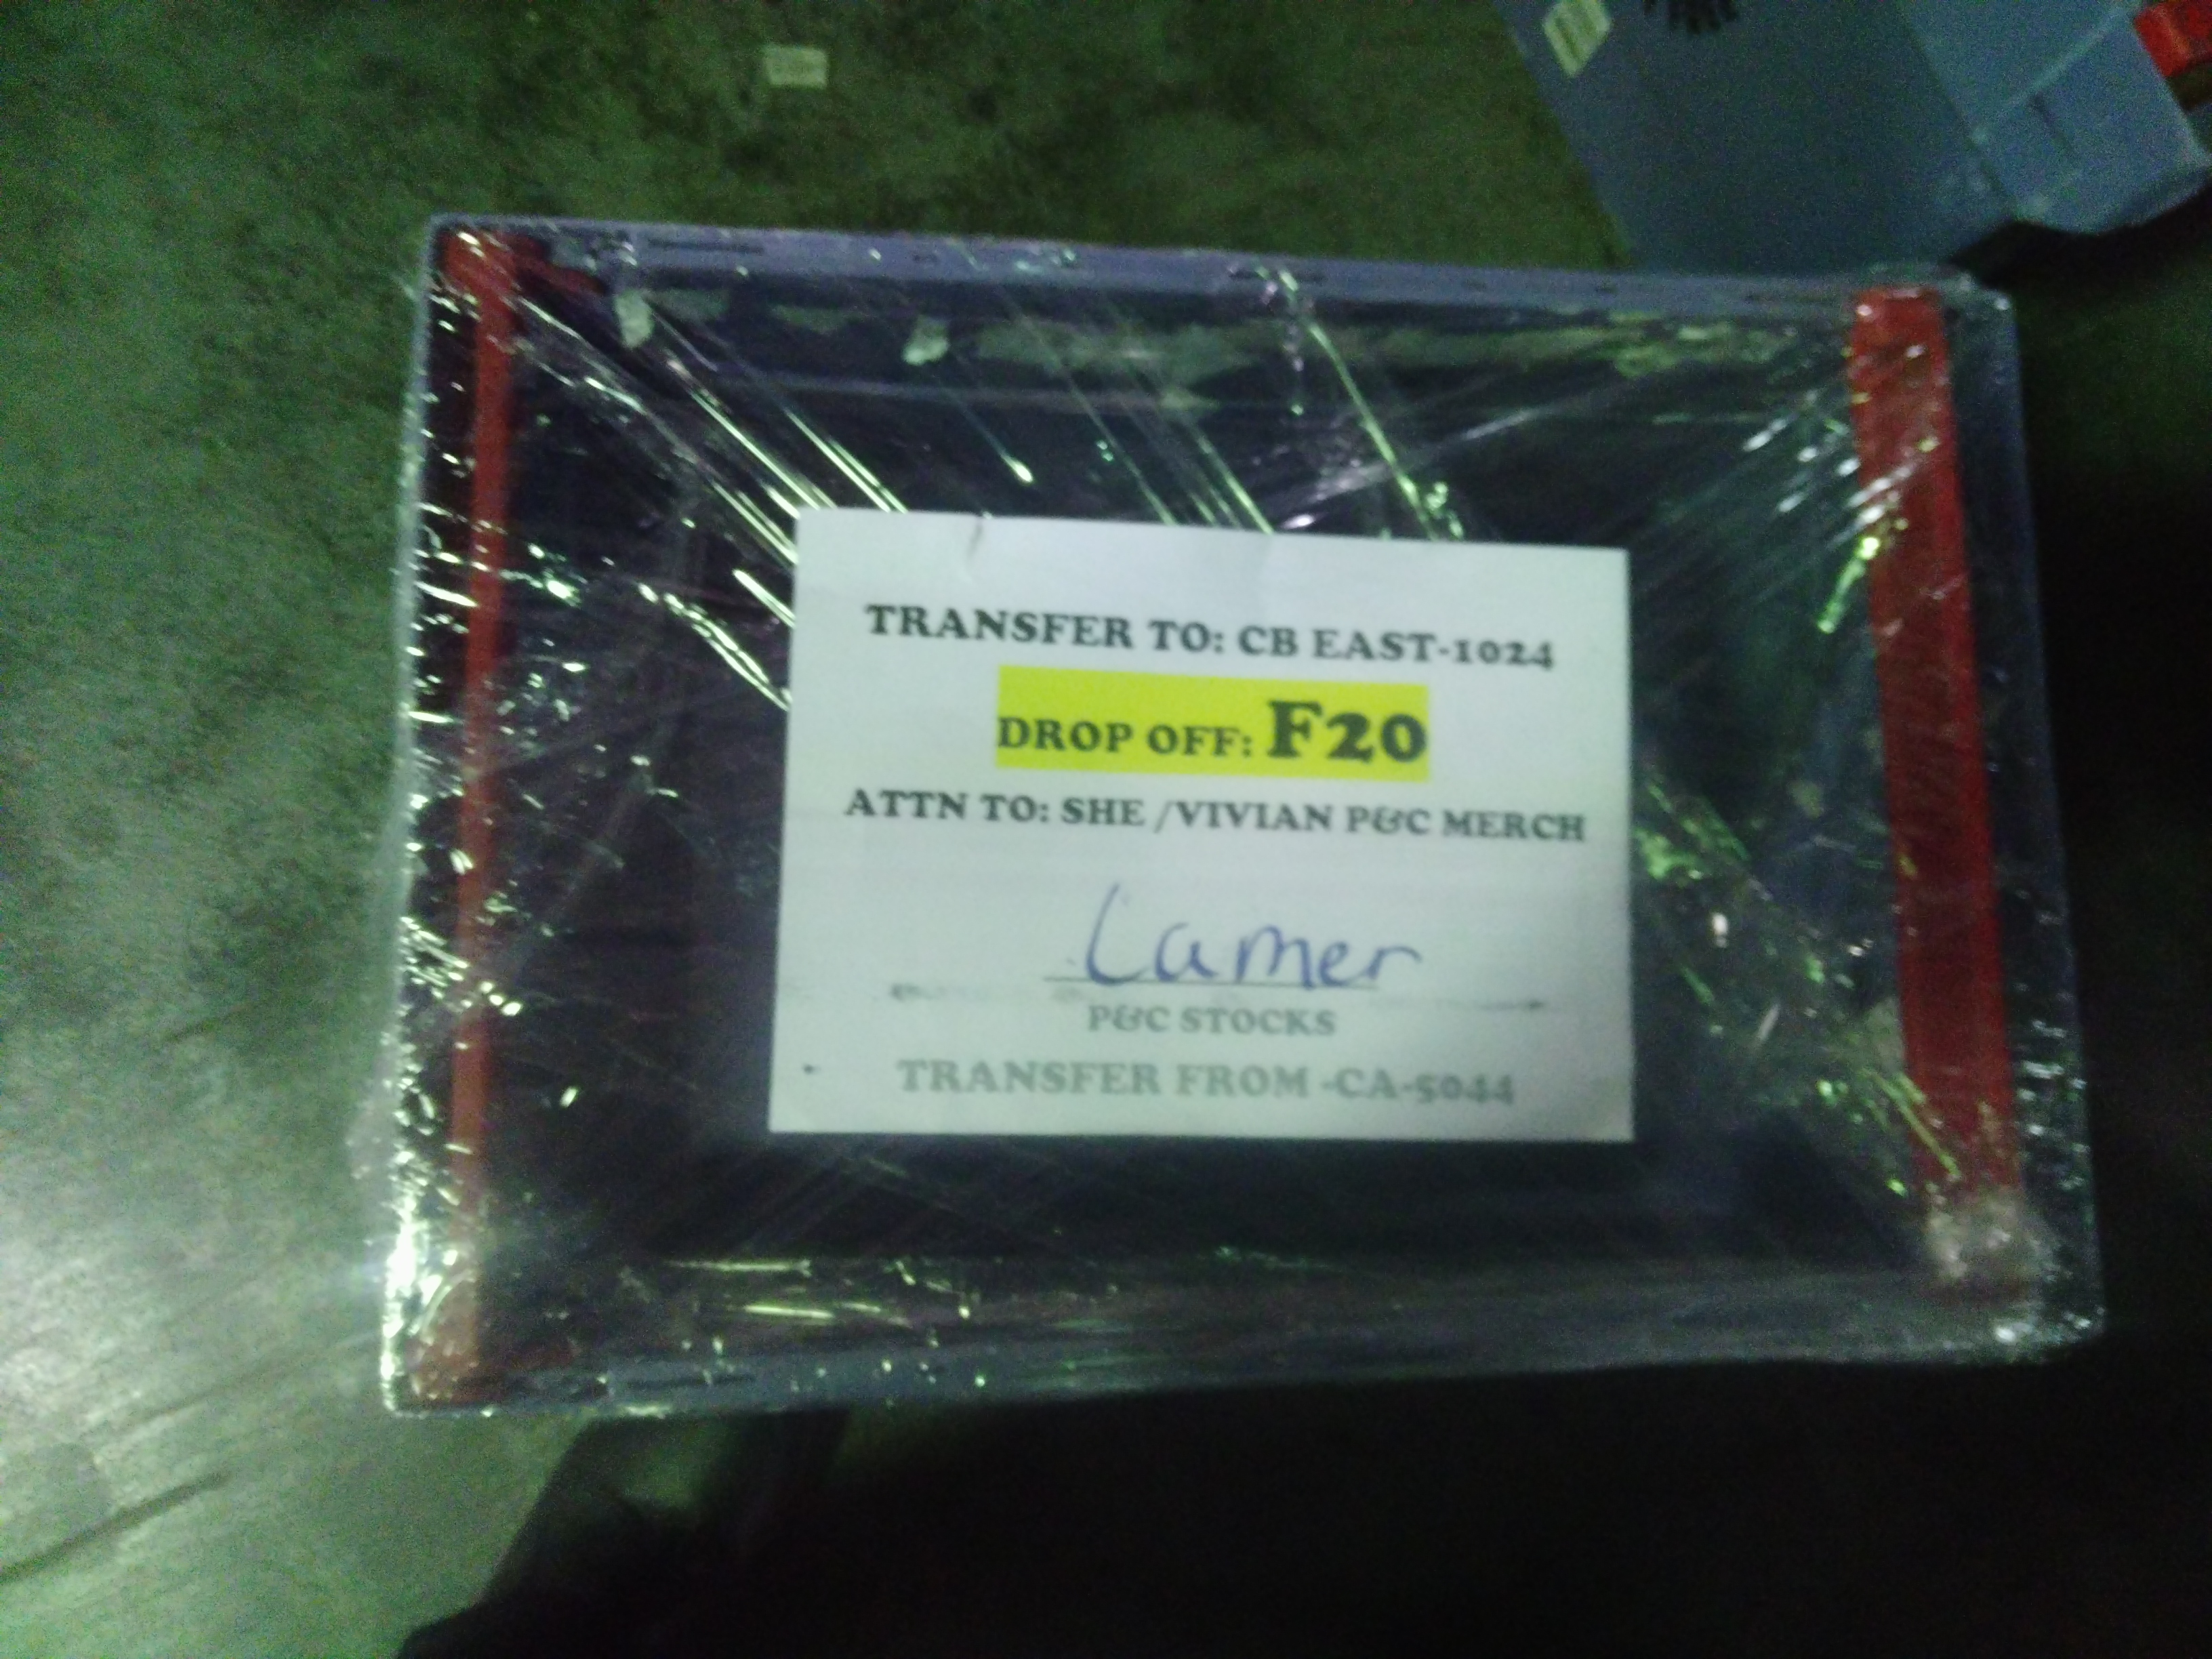 TRANSFER TO: CB EAST-1024
DROP OFF: F20
ATTN TO: SHE /VIVIAN P&C MERCH
Lamer
P&C STOCKS
TRANSFER FROM -CA-5044